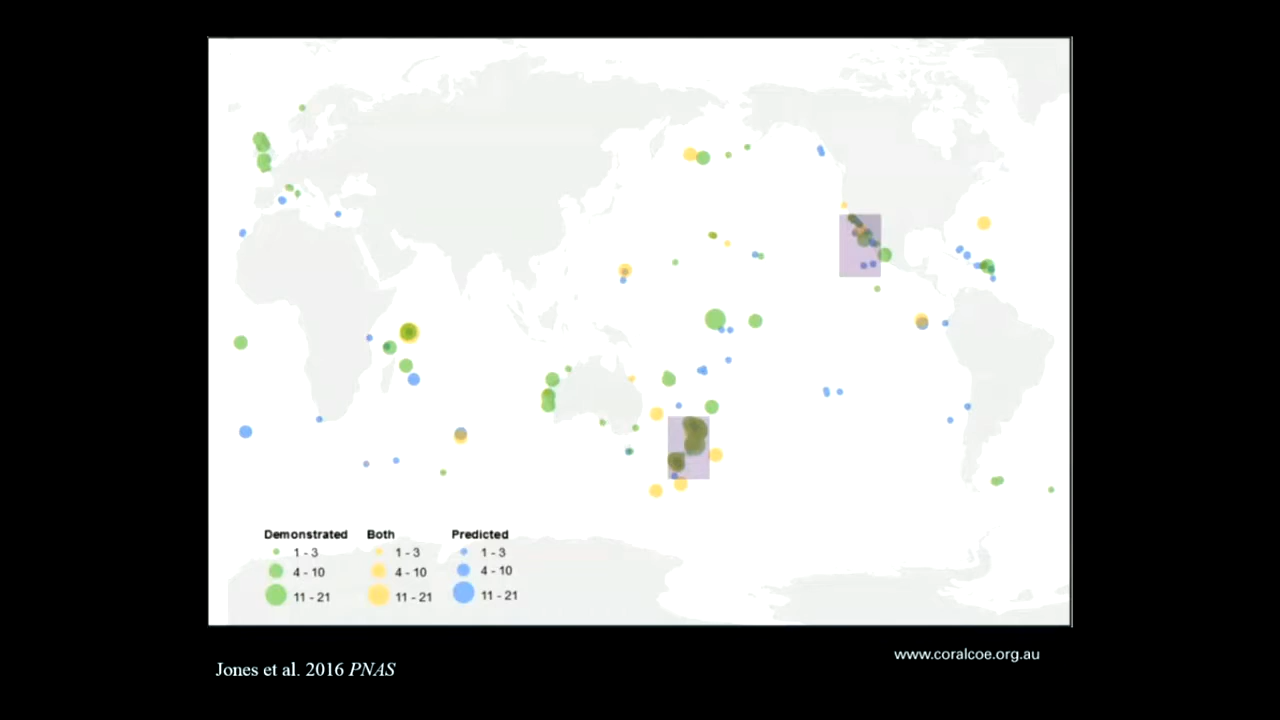 Demonstrated Both Predicted
1 - 3 1 - 3 1 - 3
4 - 10 4 - 10 4 - 10
11 - 21 11 - 21 11 - 21
www.coralcoe.org.au
Jones et al. 2016 PNAS